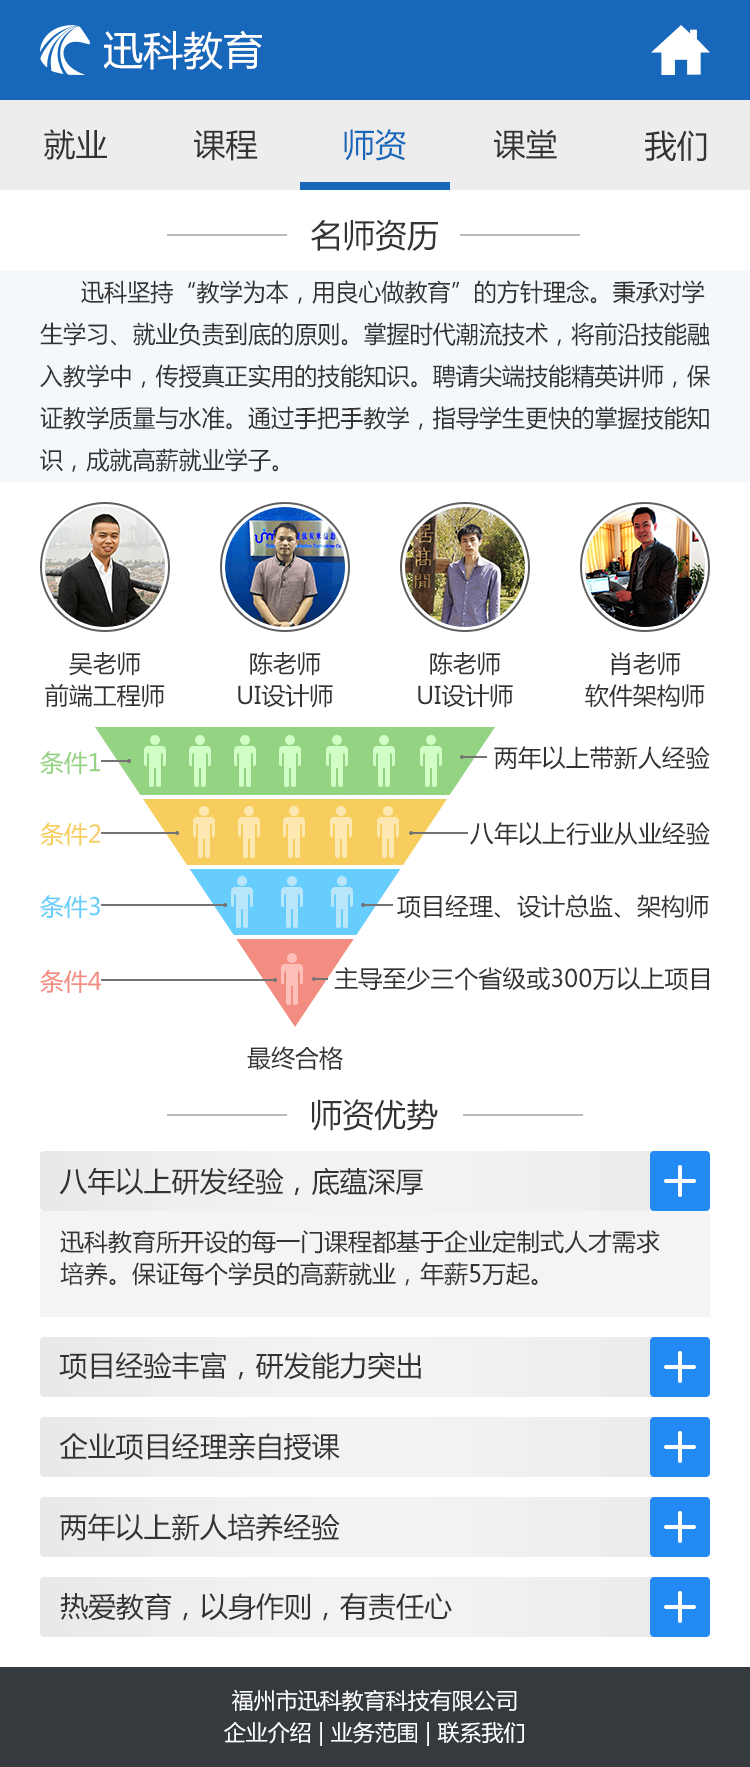 迅科教育
就业 课程 师资 课堂 我们
名师资历
迅科坚持“教学为本，用良心做教育”的方针理念。秉承对学
生学习、就业负责到底的原则。掌握时代潮流技术，将前沿技能融
入教学中，传授真正实用的技能知识。聘请尖端技能精英讲师，保
证教学质量与水准。通过手把手教学，指导学生更快的掌握技能知
识，成就高薪就业学子。
居高閒
吴老师 陈老师 陈老师 肖老师
前端工程师 UI设计师 UI设计师 软件架构师
条件1 两年以上带新人经验
条件2 八年以上行业从业经验
条件3 项目经理、设计总监、架构师
条件4 主导至少三个省级或300万以上项目
最终合格
师资优势
八年以上研发经验，底蕴深厚
迅科教育所开设的每一门课程都基于企业定制式人才需求
培养。保证每个学员的高薪就业，年薪5万起。
项目经验丰富，研发能力突出
企业项目经理亲自授课
两年以上新人培养经验
热爱教育，以身作则，有责任心
福州市迅科教育科技有限公司
企业介绍 | 业务范围 | 联系我们